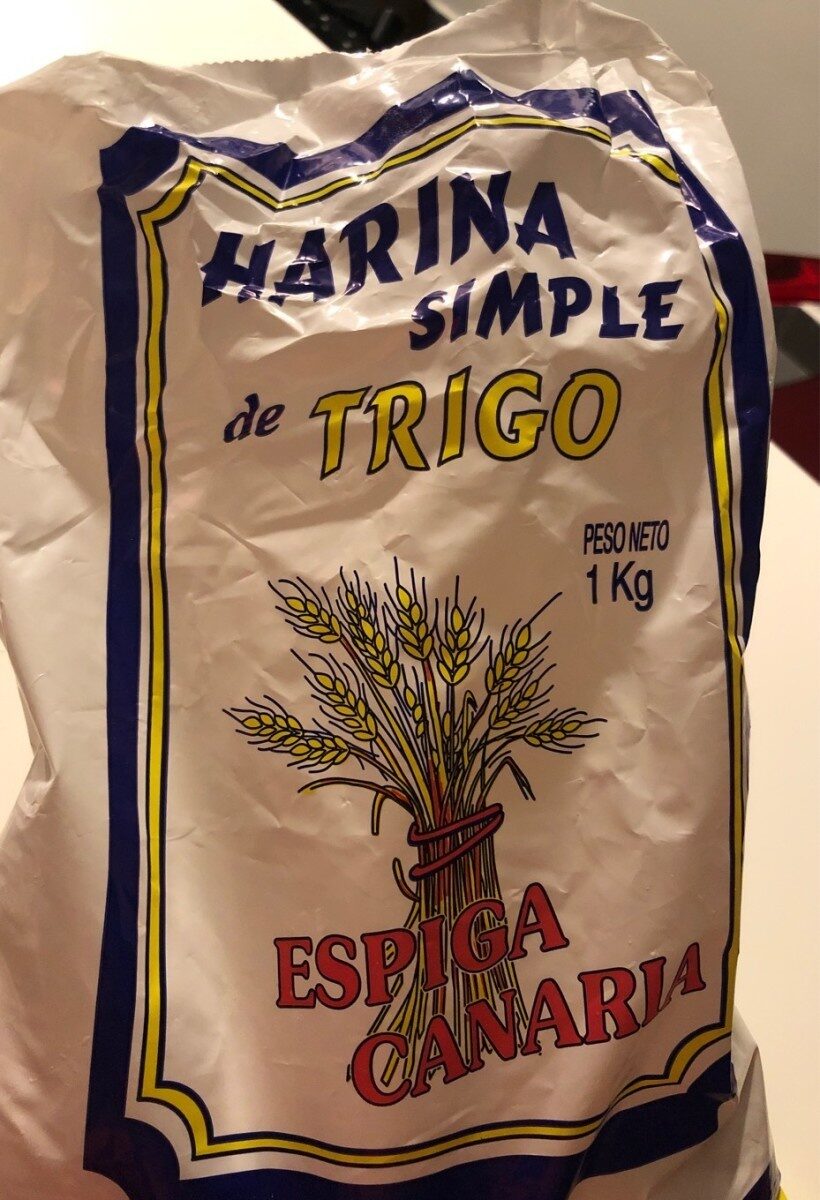 HARINA
SIMPLE
de TRIGO
PESO NETO
1 Kg
ESPIGA
CANARIA